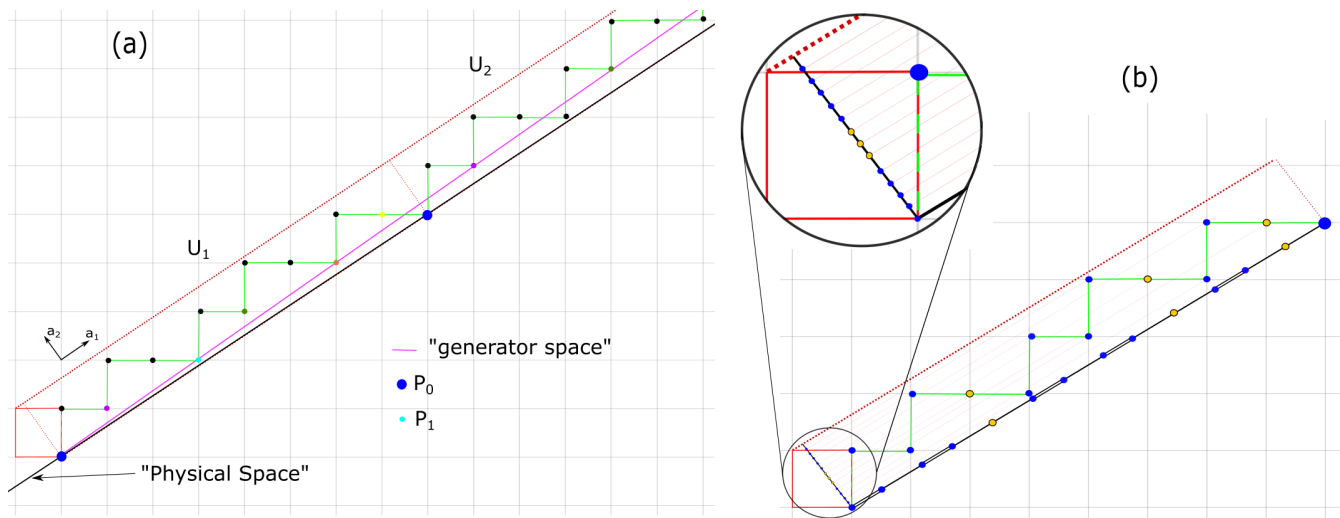 (a)
U₂
(b)
U₁
a₂
a₁
"generator space"
P₀
P₁
"Physical Space"